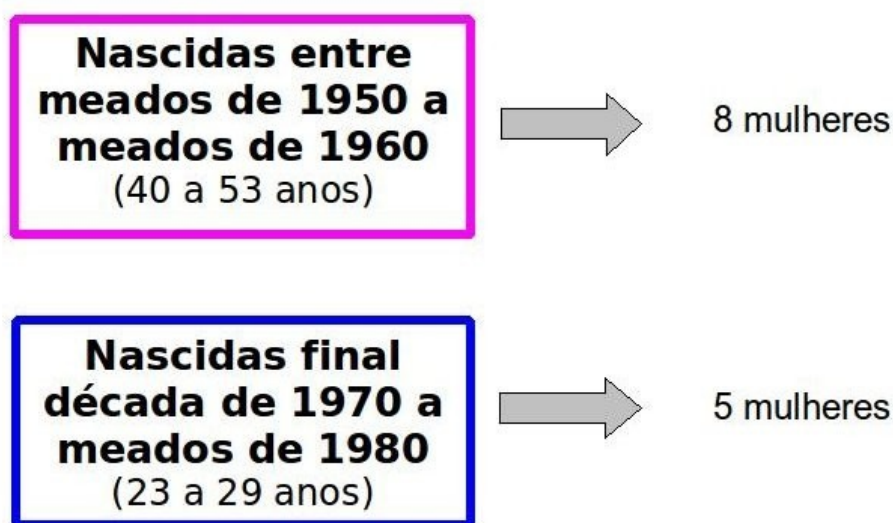 Nascidas entre
meados de 1950 a
meados de 1960
(40 a 53 anos)
8 mulheres
Nascidas final
década de 1970 a
meados de 1980
(23 a 29 anos)
5 mulheres